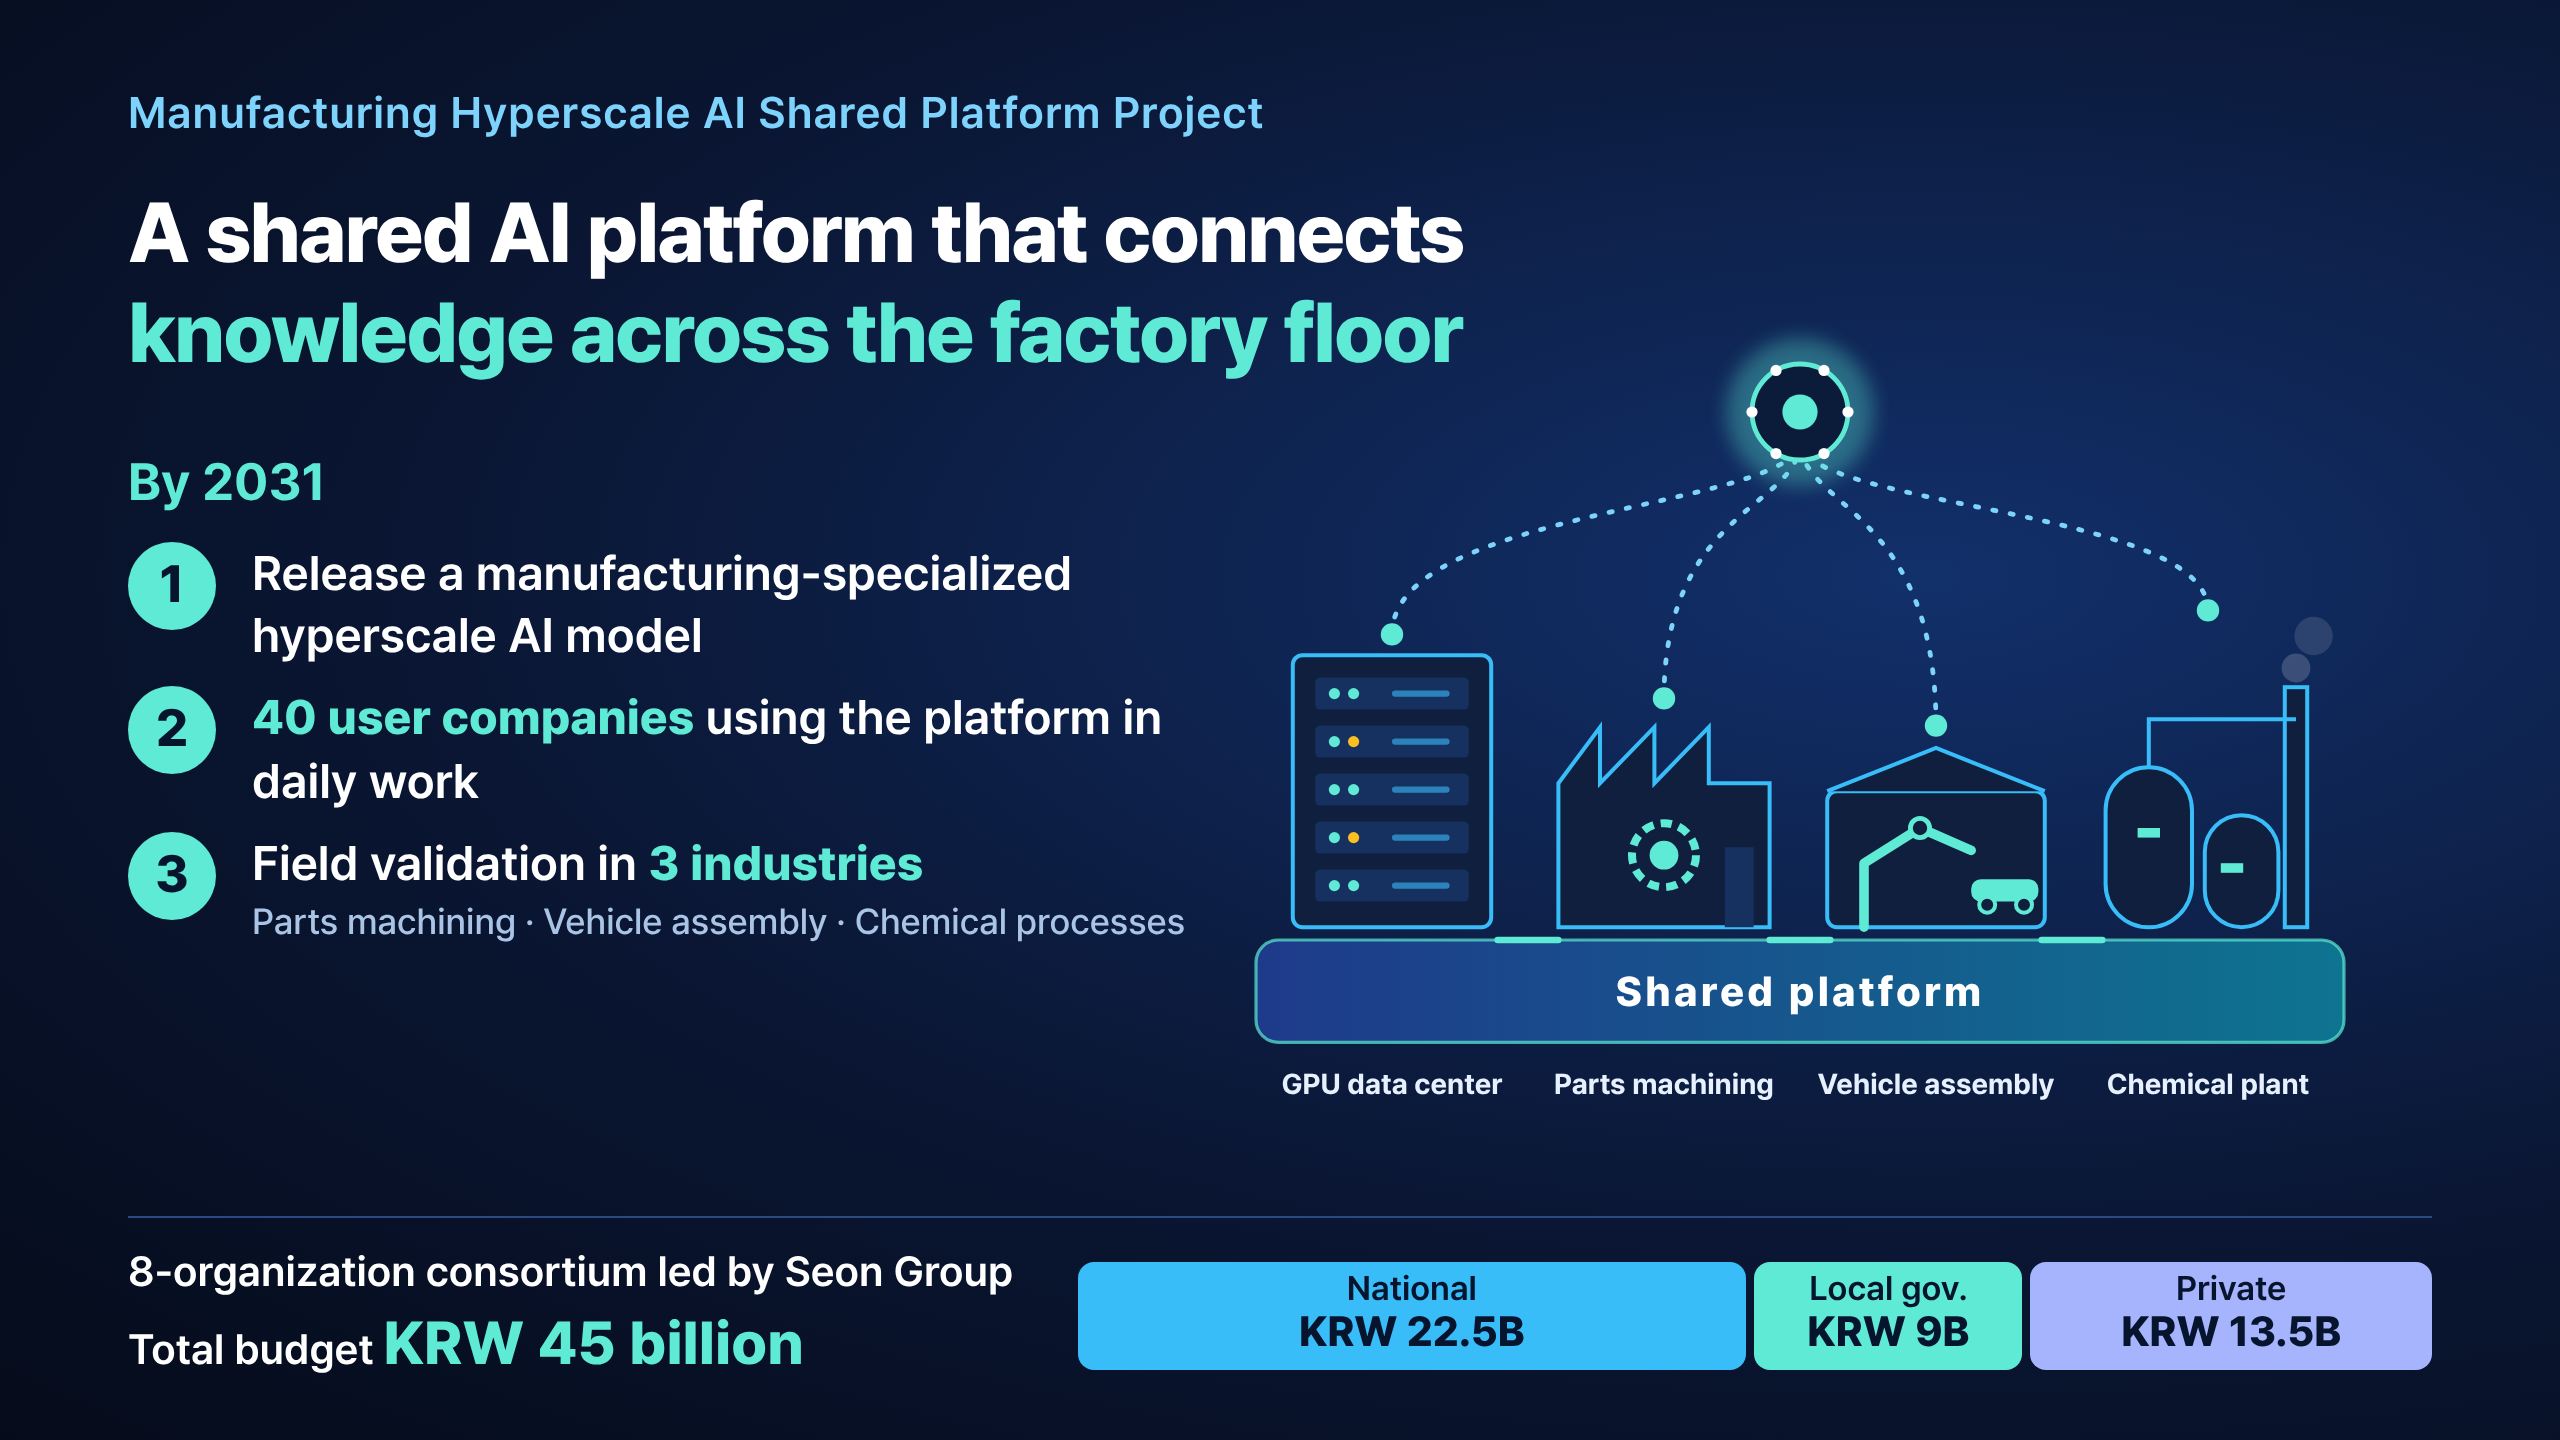 Manufacturing Hyperscale AI Shared Platform Project
A shared AI platform that connects
knowledge across the factory floor
By 2031
1
Release a manufacturing-specialized
hyperscale AI model
2
40 user companies using the platform in
daily work
3
Field validation in 3 industries
Parts machining · Vehicle assembly · Chemical processes
Shared platform
GPU data center
Parts machining
Vehicle assembly
Chemical plant
8-organization consortium led by Seon Group
Total budget KRW 45 billion
National
KRW 22.5B
Local gov.
KRW 9B
Private
KRW 13.5B